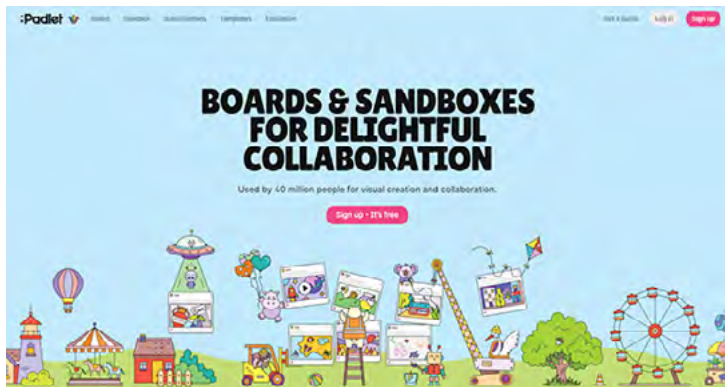 :Padlet
Log in
Sign up
BOARDS & SANDBOXES
FOR DELIGHTFUL
COLLABORATION
Used by 40 million people for visual creation and collaboration.
Sign up - It's free